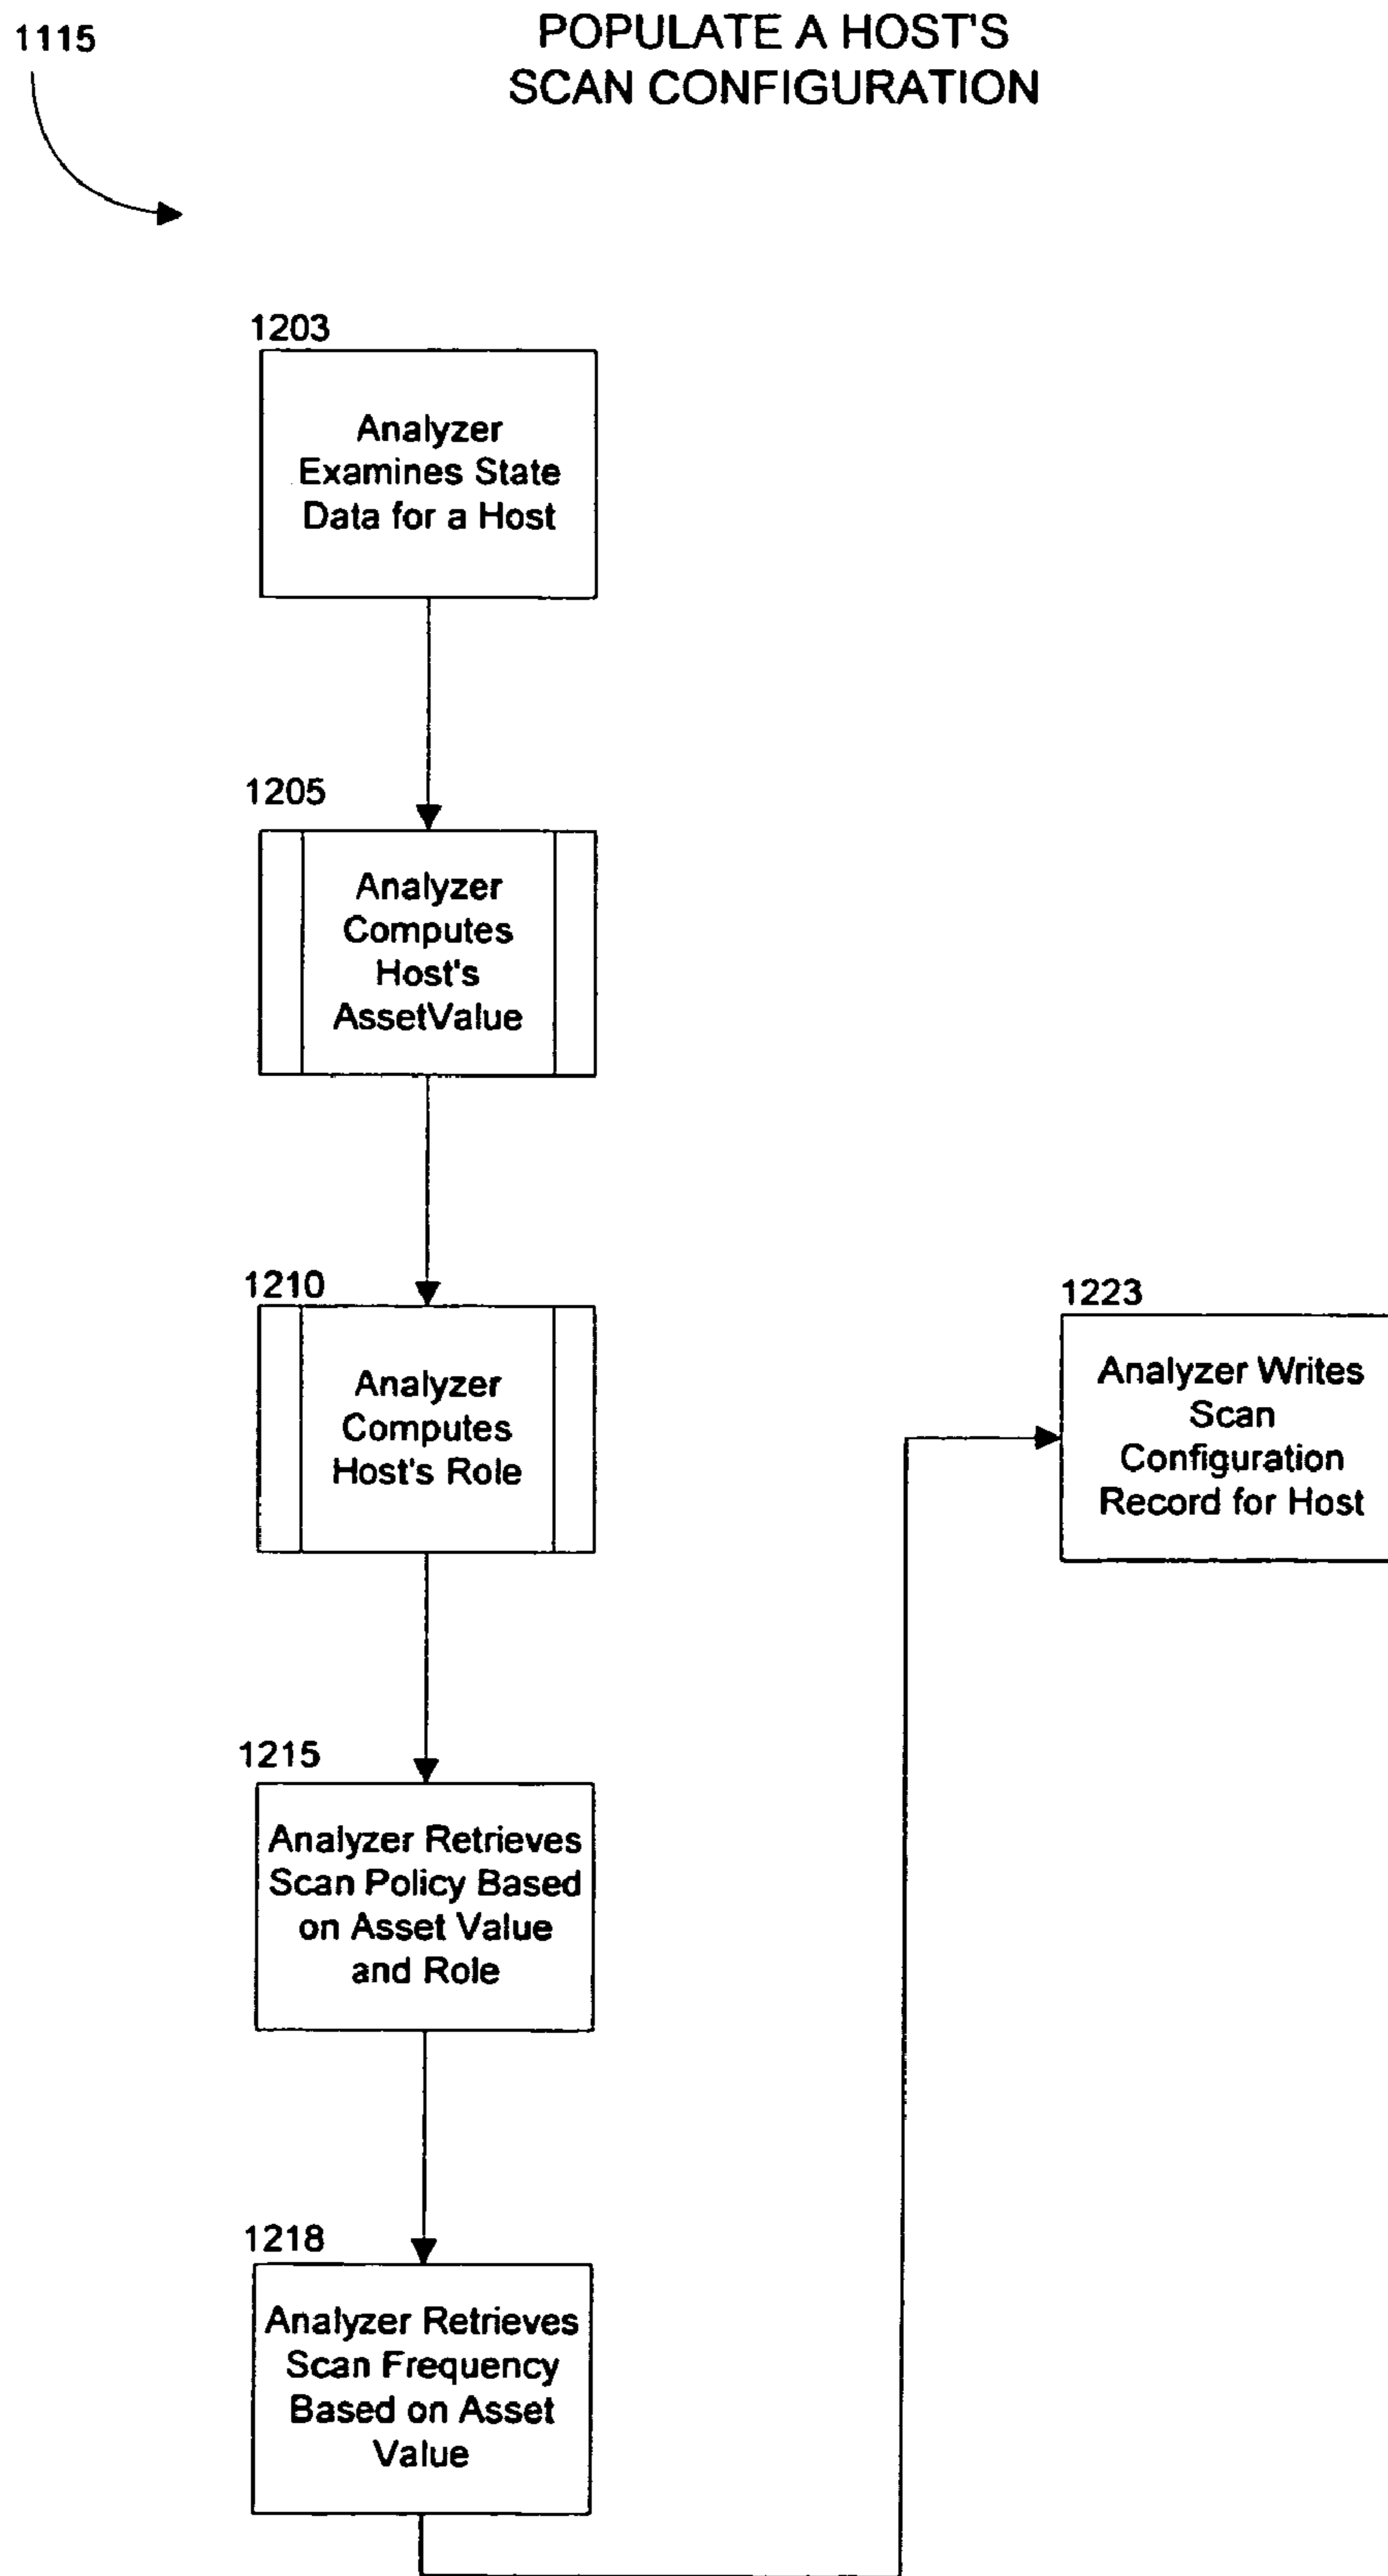 1115
POPULATE A HOST'S
SCAN CONFIGURATION
1203
Analyzer
Examines State
Data for a Host
1205
Analyzer
Computes
Host's
AssetValue
1210
Analyzer
Computes
Host's Role
1215
Analyzer Retrieves
Scan Policy Based
on Asset Value
and Role
1218
Analyzer Retrieves
Scan Frequency
Based on Asset
Value
1223
Analyzer Writes
Scan
Configuration
Record for Host